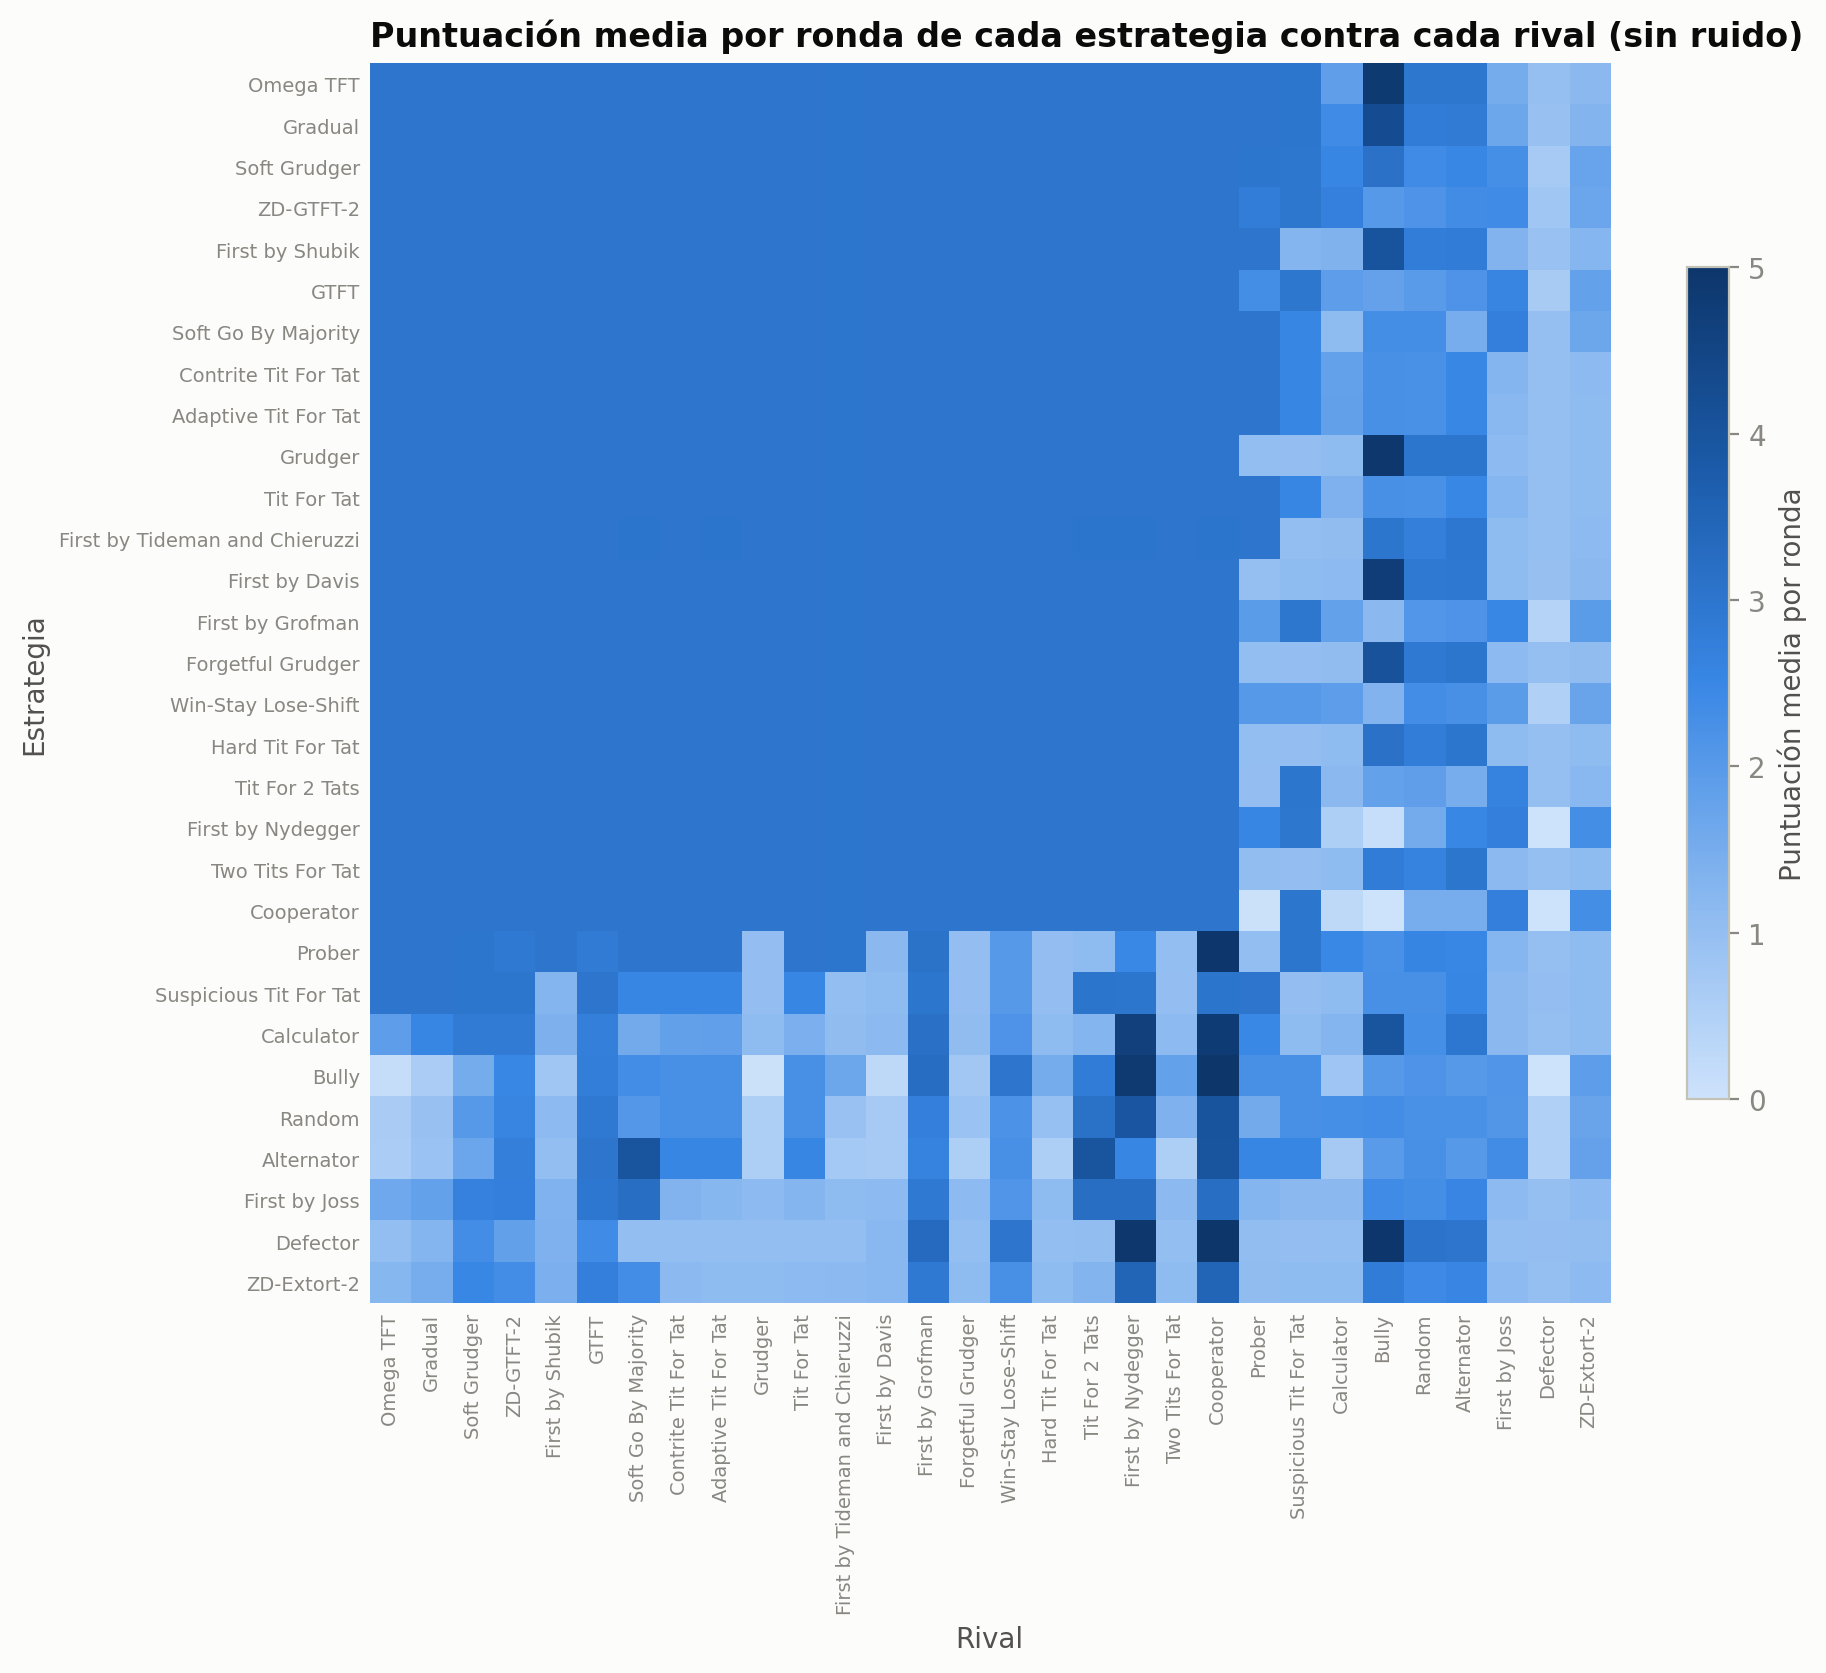 Puntuación media por ronda de cada estrategia contra cada rival (sin ruido)
Estrategia
Omega TFT
Gradual
Soft Grudger
ZD-GTFT-2
First by Shubik
GTFT
Soft Go By Majority
Contrite Tit For Tat
Adaptive Tit For Tat
Grudger
Tit For Tat
First by Tideman and Chieruzzi
First by Davis
First by Grofman
Forgetful Grudger
Win-Stay Lose-Shift
Hard Tit For Tat
Tit For 2 Tats
First by Nydegger
Two Tits For Tat
Cooperator
Prober
Suspicious Tit For Tat
Calculator
Bully
Random
Alternator
First by Joss
Defector
ZD-Extort-2
Omega TFT
Gradual
Soft Grudger
ZD-GTFT-2
First by Shubik
GTFT
Soft Go By Majority
Contrite Tit For Tat
Adaptive Tit For Tat
Grudger
Tit For Tat
First by Tideman and Chieruzzi
First by Davis
First by Grofman
Forgetful Grudger
Win-Stay Lose-Shift
Hard Tit For Tat
Tit For 2 Tats
First by Nydegger
Two Tits For Tat
Cooperator
Prober
Suspicious Tit For Tat
Calculator
Bully
Random
Alternator
First by Joss
Defector
ZD-Extort-2
Rival
5
4
3
2
1
0
Puntuación media por ronda